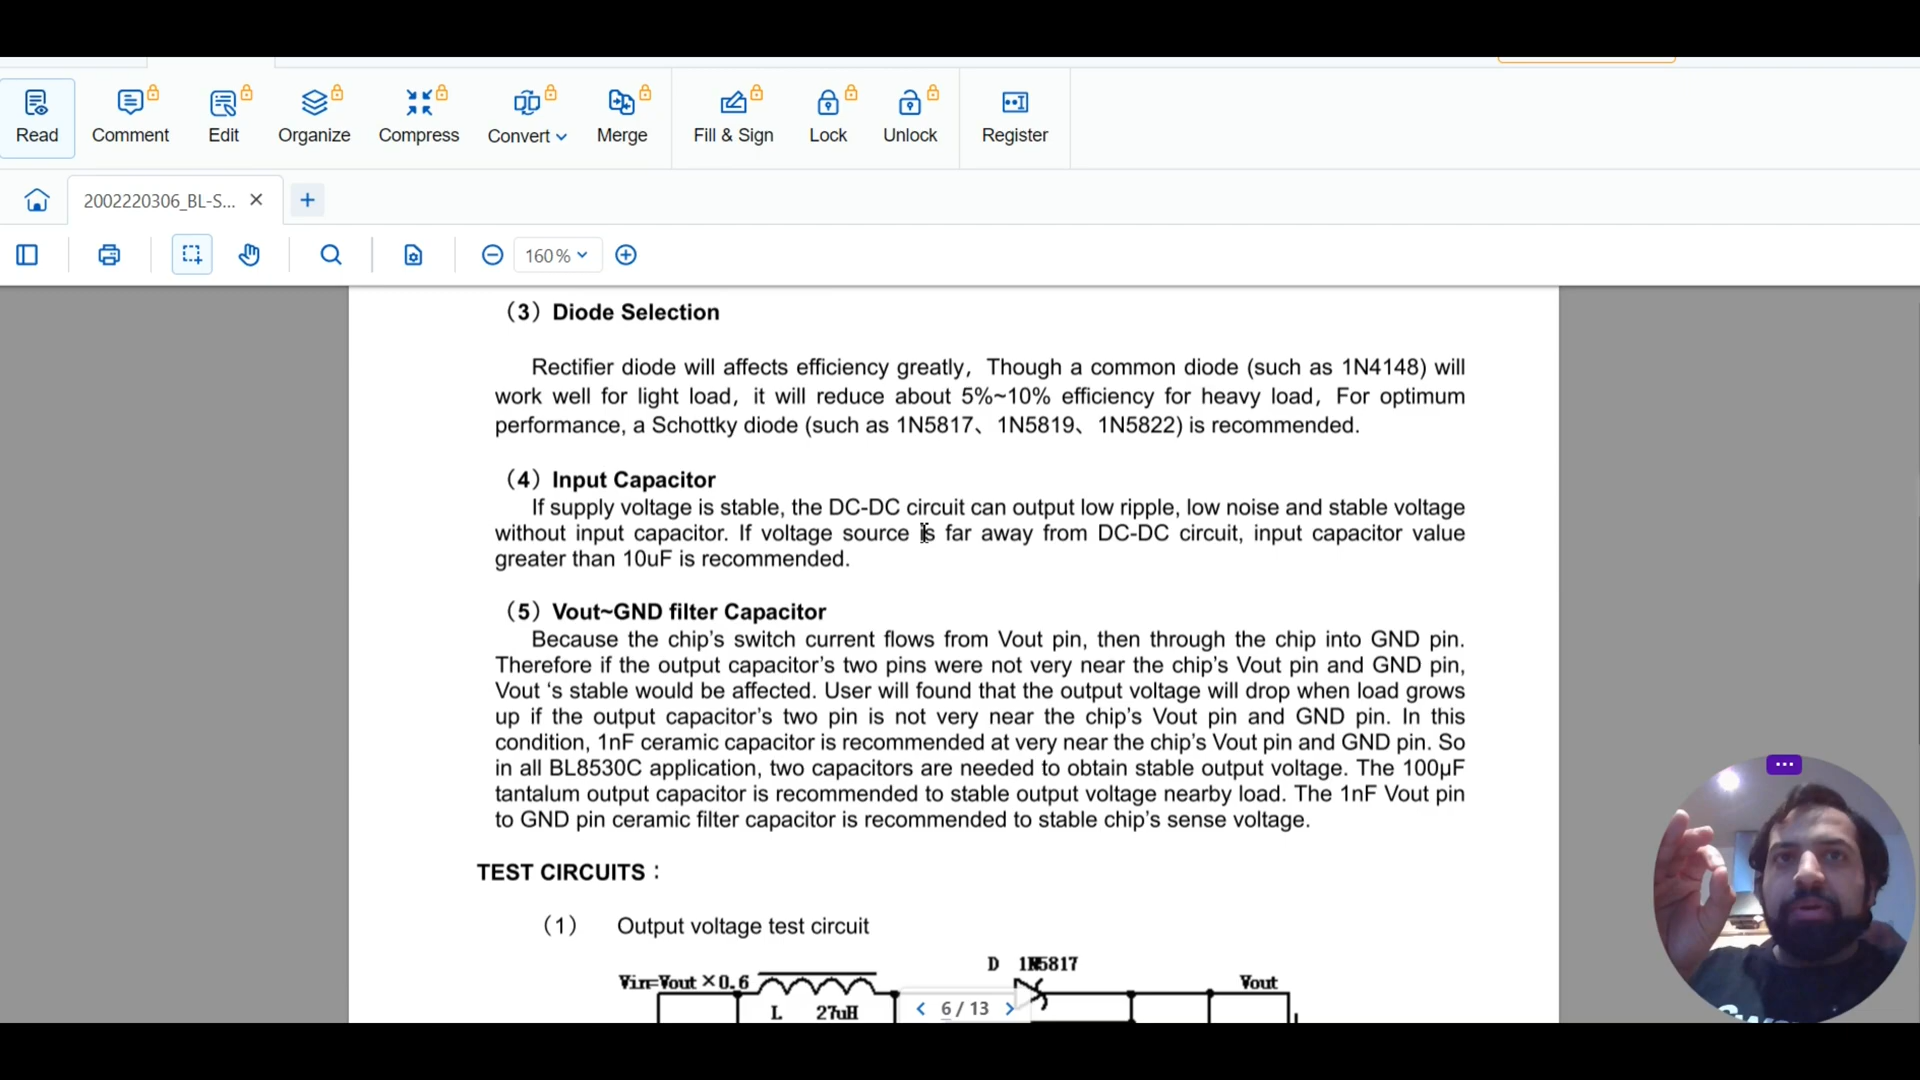 Read
Comment
Edit
Organize
Compress
Convert
Merge
Fill & Sign
Lock
Unlock
Register
2002220306_BL-S...
160%
（3）Diode Selection
Rectifier diode will affects efficiency greatly，Though a common diode (such as 1N4148) will
work well for light load，it will reduce about 5%~10% efficiency for heavy load，For optimum
performance, a Schottky diode (such as 1N5817、1N5819、1N5822) is recommended.
（4）Input Capacitor
If supply voltage is stable, the DC-DC circuit can output low ripple, low noise and stable voltage
without input capacitor. If voltage source is far away from DC-DC circuit, input capacitor value
greater than 10uF is recommended.
（5）Vout~GND filter Capacitor
Because the chip’s switch current flows from Vout pin, then through the chip into GND pin.
Therefore if the output capacitor’s two pins were not very near the chip’s Vout pin and GND pin,
Vout ‘s stable would be affected. User will found that the output voltage will drop when load grows
up if the output capacitor’s two pin is not very near the chip’s Vout pin and GND pin. In this
condition, 1nF ceramic capacitor is recommended at very near the chip’s Vout pin and GND pin. So
in all BL8530C application, two capacitors are needed to obtain stable output voltage. The 100μF
tantalum output capacitor is recommended to stable output voltage nearby load. The 1nF Vout pin
to GND pin ceramic filter capacitor is recommended to stable chip’s sense voltage.
TEST CIRCUITS：
（1） Output voltage test circuit
D 1N5817
Vin=Vout×0.6
Vout
L 27uH
6 / 13